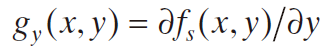 g_y(x, y) = ∂f_s(x, y)/∂y